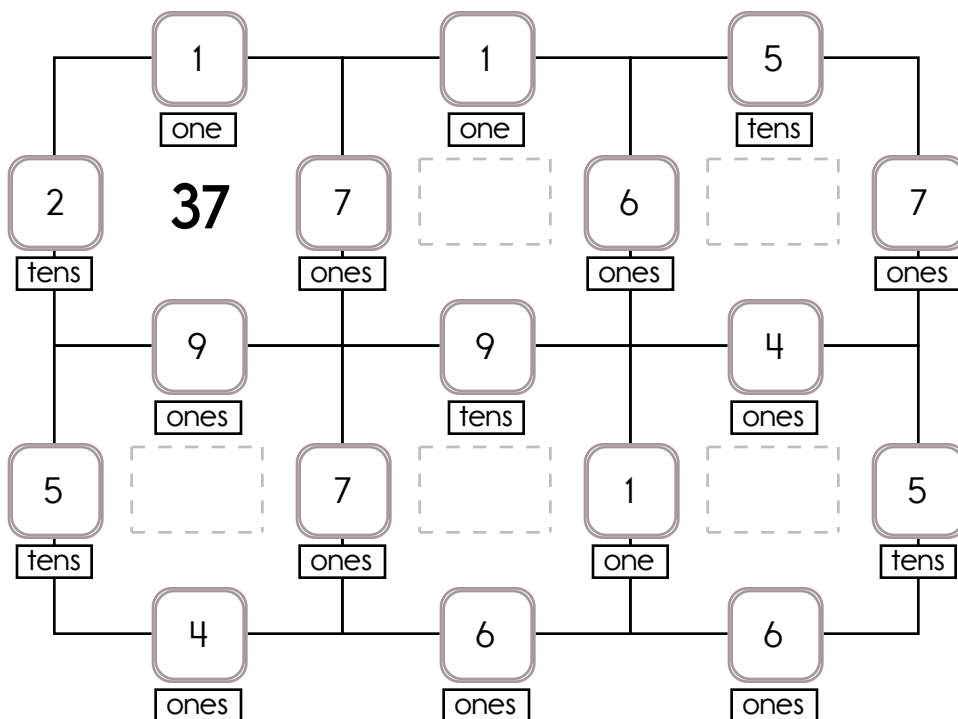 1 1 5
one one tens
2 37 7 6 7
tens ones ones ones
9 9 4
ones tens ones
5 7 1 5
tens ones one tens
4 6 6
ones ones ones